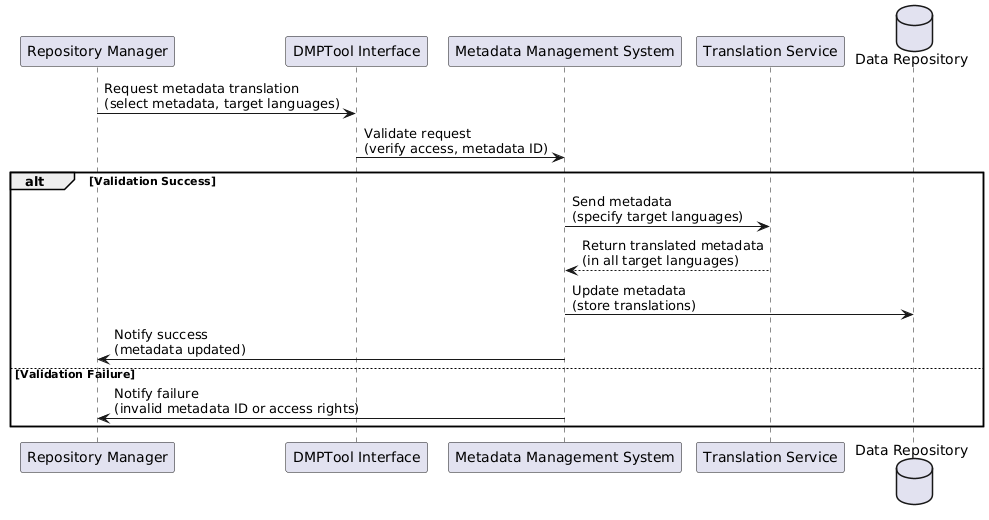 Repository Manager
DMPTool Interface
Metadata Management System
Translation Service
Data Repository
Request metadata translation
(select metadata, target languages)
Validate request
(verify access, metadata ID)
alt
[Validation Success]
Send metadata
(specify target languages)
Return translated metadata
(in all target languages)
Update metadata
(store translations)
Notify success
(metadata updated)
[Validation Failure]
Notify failure
(invalid metadata ID or access rights)
Repository Manager
DMPTool Interface
Metadata Management System
Translation Service
Data Repository